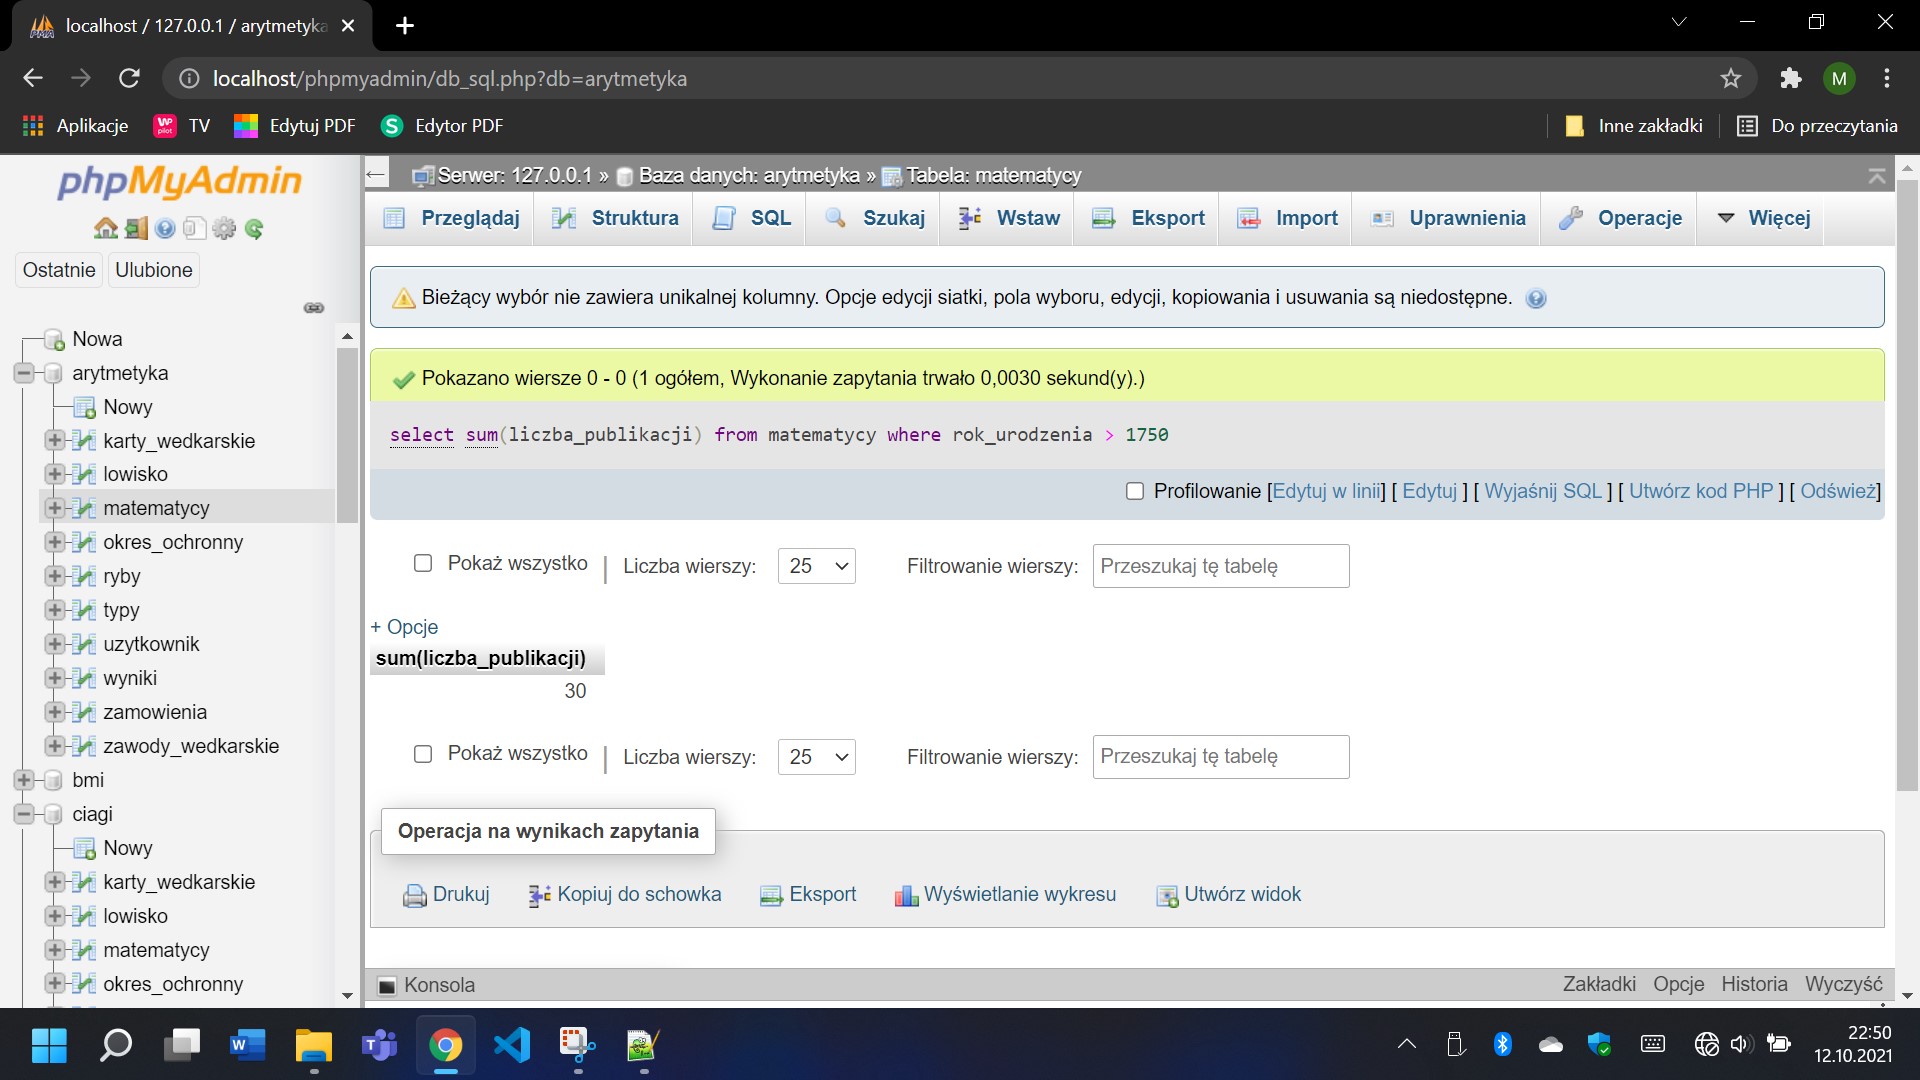 localhost / 127.0.0.1 / arytmetyka
localhost/phpmyadmin/db_sql.php?db=arytmetyka
M
Aplikacje
TV
Edytuj PDF
Edytor PDF
Inne zakładki
Do przeczytania
phpMyAdmin
Ostatnie
Ulubione
Nowa
arytmetyka
Nowy
karty_wedkarskie
lowisko
matematycy
okres_ochronny
ryby
typy
uzytkownik
wyniki
zamowienia
zawody_wedkarskie
bmi
ciagi
Nowy
karty_wedkarskie
lowisko
matematycy
okres_ochronny
Serwer: 127.0.0.1 » Baza danych: arytmetyka » Tabela: matematycy
Przeglądaj
Struktura
SQL
Szukaj
Wstaw
Eksport
Import
Uprawnienia
Operacje
Więcej
Bieżący wybór nie zawiera unikalnej kolumny. Opcje edycji siatki, pola wyboru, edycji, kopiowania i usuwania są niedostępne.
Pokazano wiersze 0 - 0 (1 ogółem, Wykonanie zapytania trwało 0,0030 sekund(y).)
select sum(liczba_publikacji) from matematycy where rok_urodzenia > 1750
Profilowanie [Edytuj w linii] [ Edytuj ] [ Wyjaśnij SQL ] [ Utwórz kod PHP ] [ Odśwież]
Pokaż wszystko | Liczba wierszy: 25 Filtrowanie wierszy: Przeszukaj tę tabelę
+ Opcje
sum(liczba_publikacji)
30
Pokaż wszystko | Liczba wierszy: 25 Filtrowanie wierszy: Przeszukaj tę tabelę
Operacja na wynikach zapytania
Drukuj
Kopiuj do schowka
Eksport
Wyświetlanie wykresu
Utwórz widok
Konsola
Zakładki
Opcje
Historia
Wyczyść
22:50
12.10.2021